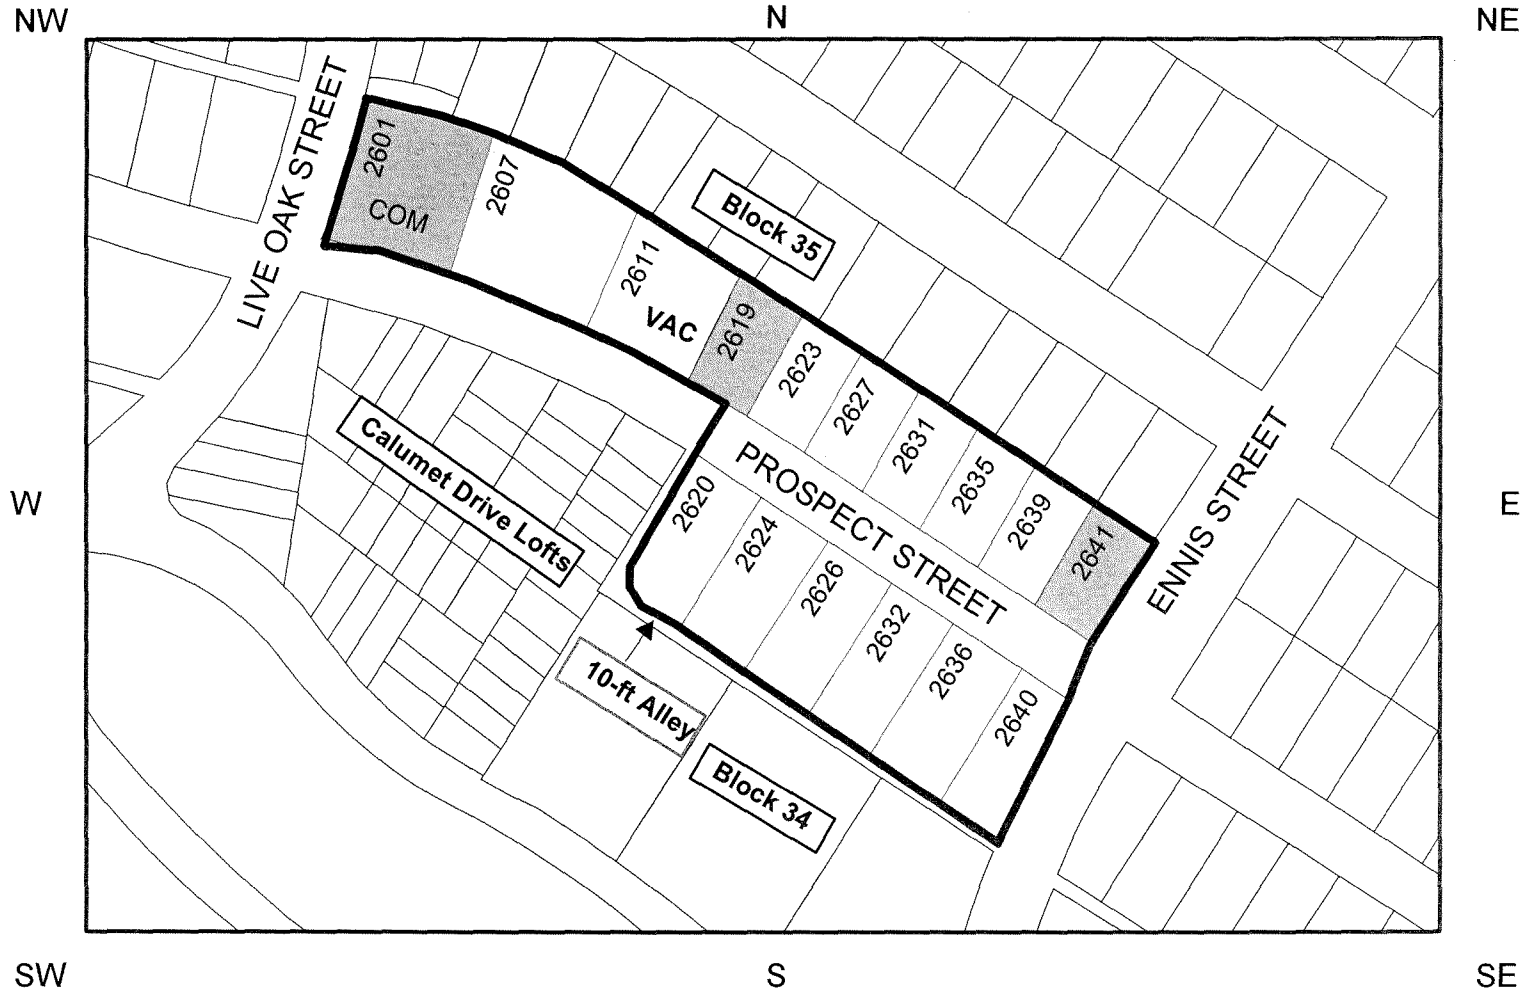 NW
N
NE
LIVE OAK STREET
2601
COM
2607
Block 35
2611
VAC
2619
2623
2627
2631
2635
2639
2641
Calumet Drive Lofts
PROSPECT STREET
ENNIS STREET
W
E
2620
2624
2626
2632
2636
2640
10-ft Alley
Block 34
SW
S
SE